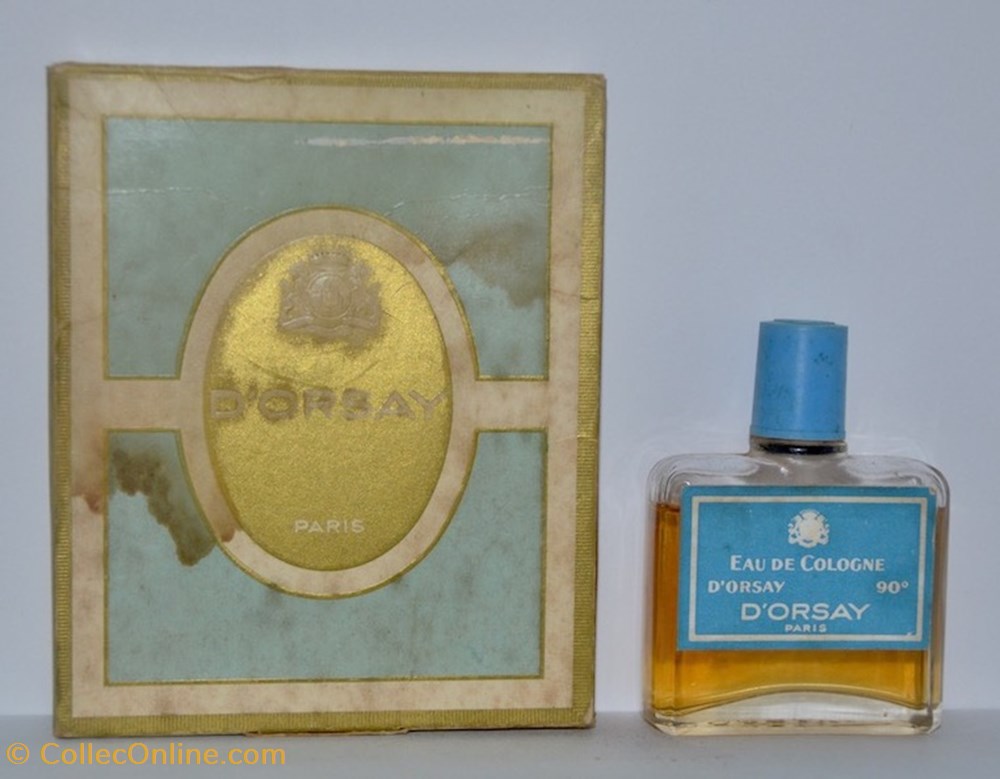 D'ORSAY
PARIS
EAU DE COLOGNE
D'ORSAY 90°
D'ORSAY
PARIS
© CollecOnline.com